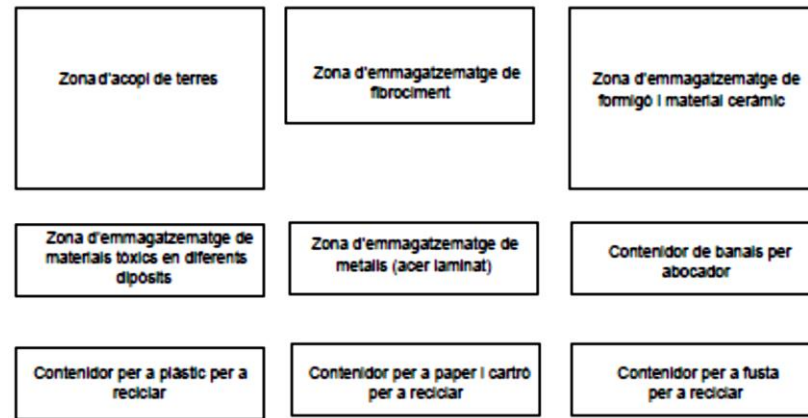 Zona d'acopi de terres
Zona d'emmagatzematge de
fibrociment
Zona d'emmagatzematge de
formigó i material ceràmic
Zona d'emmagatzematge de
materials tòxics en diferents
dipòsits
Zona d'emmagatzematge de
metalls (acer laminat)
Contenidor de banals per
abocador
Contenidor per a plàstic per a
reciclar
Contenidor per a paper i cartró
per a reciclar
Contenidor per a fusta
per a reciclar